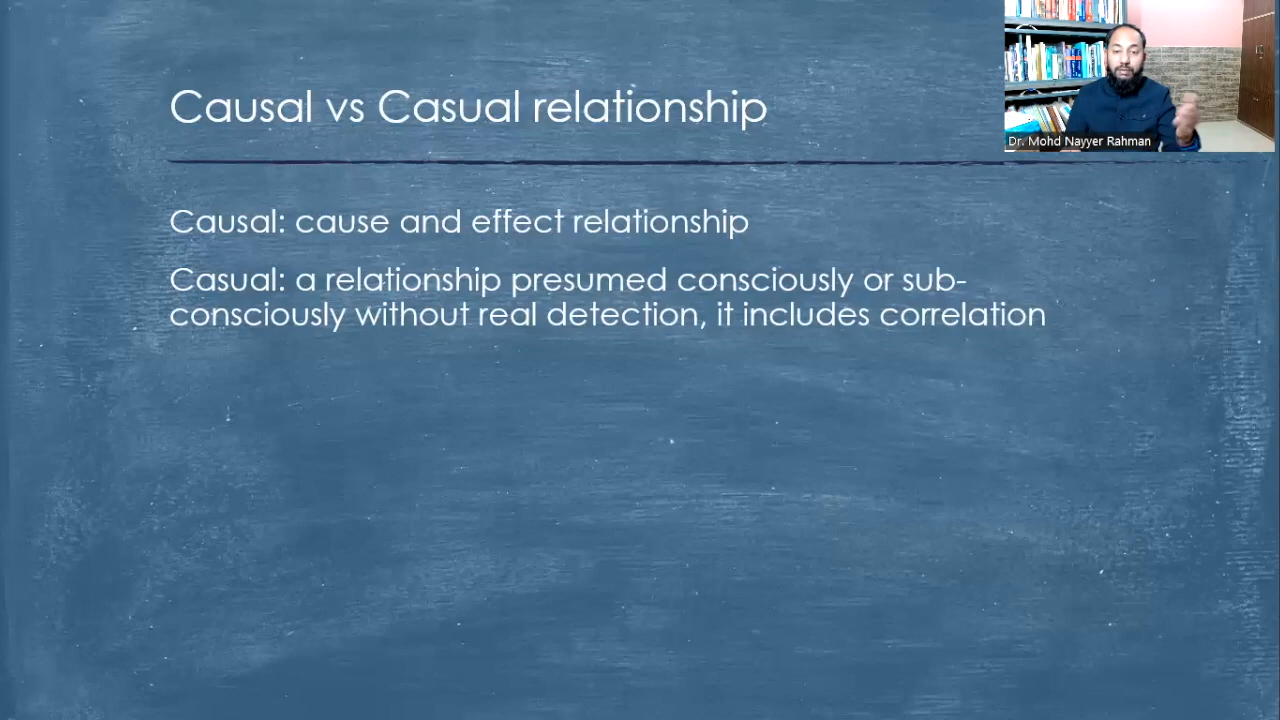 Causal vs Casual relationship
Dr. Mohd Nayyer Rahman
Causal: cause and effect relationship
Casual: a relationship presumed consciously or sub-
consciously without real detection, it includes correlation